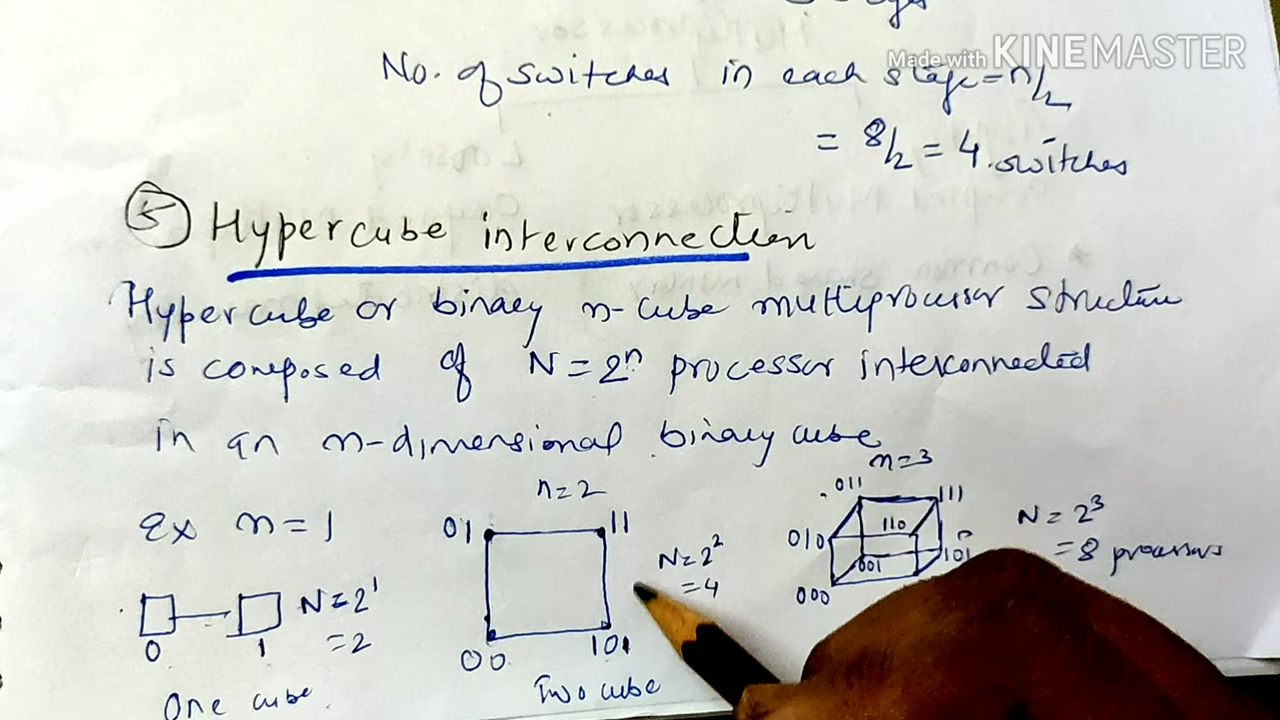 Made with KINEMASTER
No. of switches in each stage = n/2
= 8/2 = 4 switches
5 Hypercube interconnection
Hypercube or binary n-cube multiprocessor structure
is composed of N = 2^n processor interconnected
in an n-dimensional binary cube
Ex n = 1
n = 2
n = 3
01
11
00
10
N = 2^2
= 4
011
111
010
110
001
101
000
N = 2^3
= 8 processors
0
1
N = 2^1
= 2
One cube
Two cube